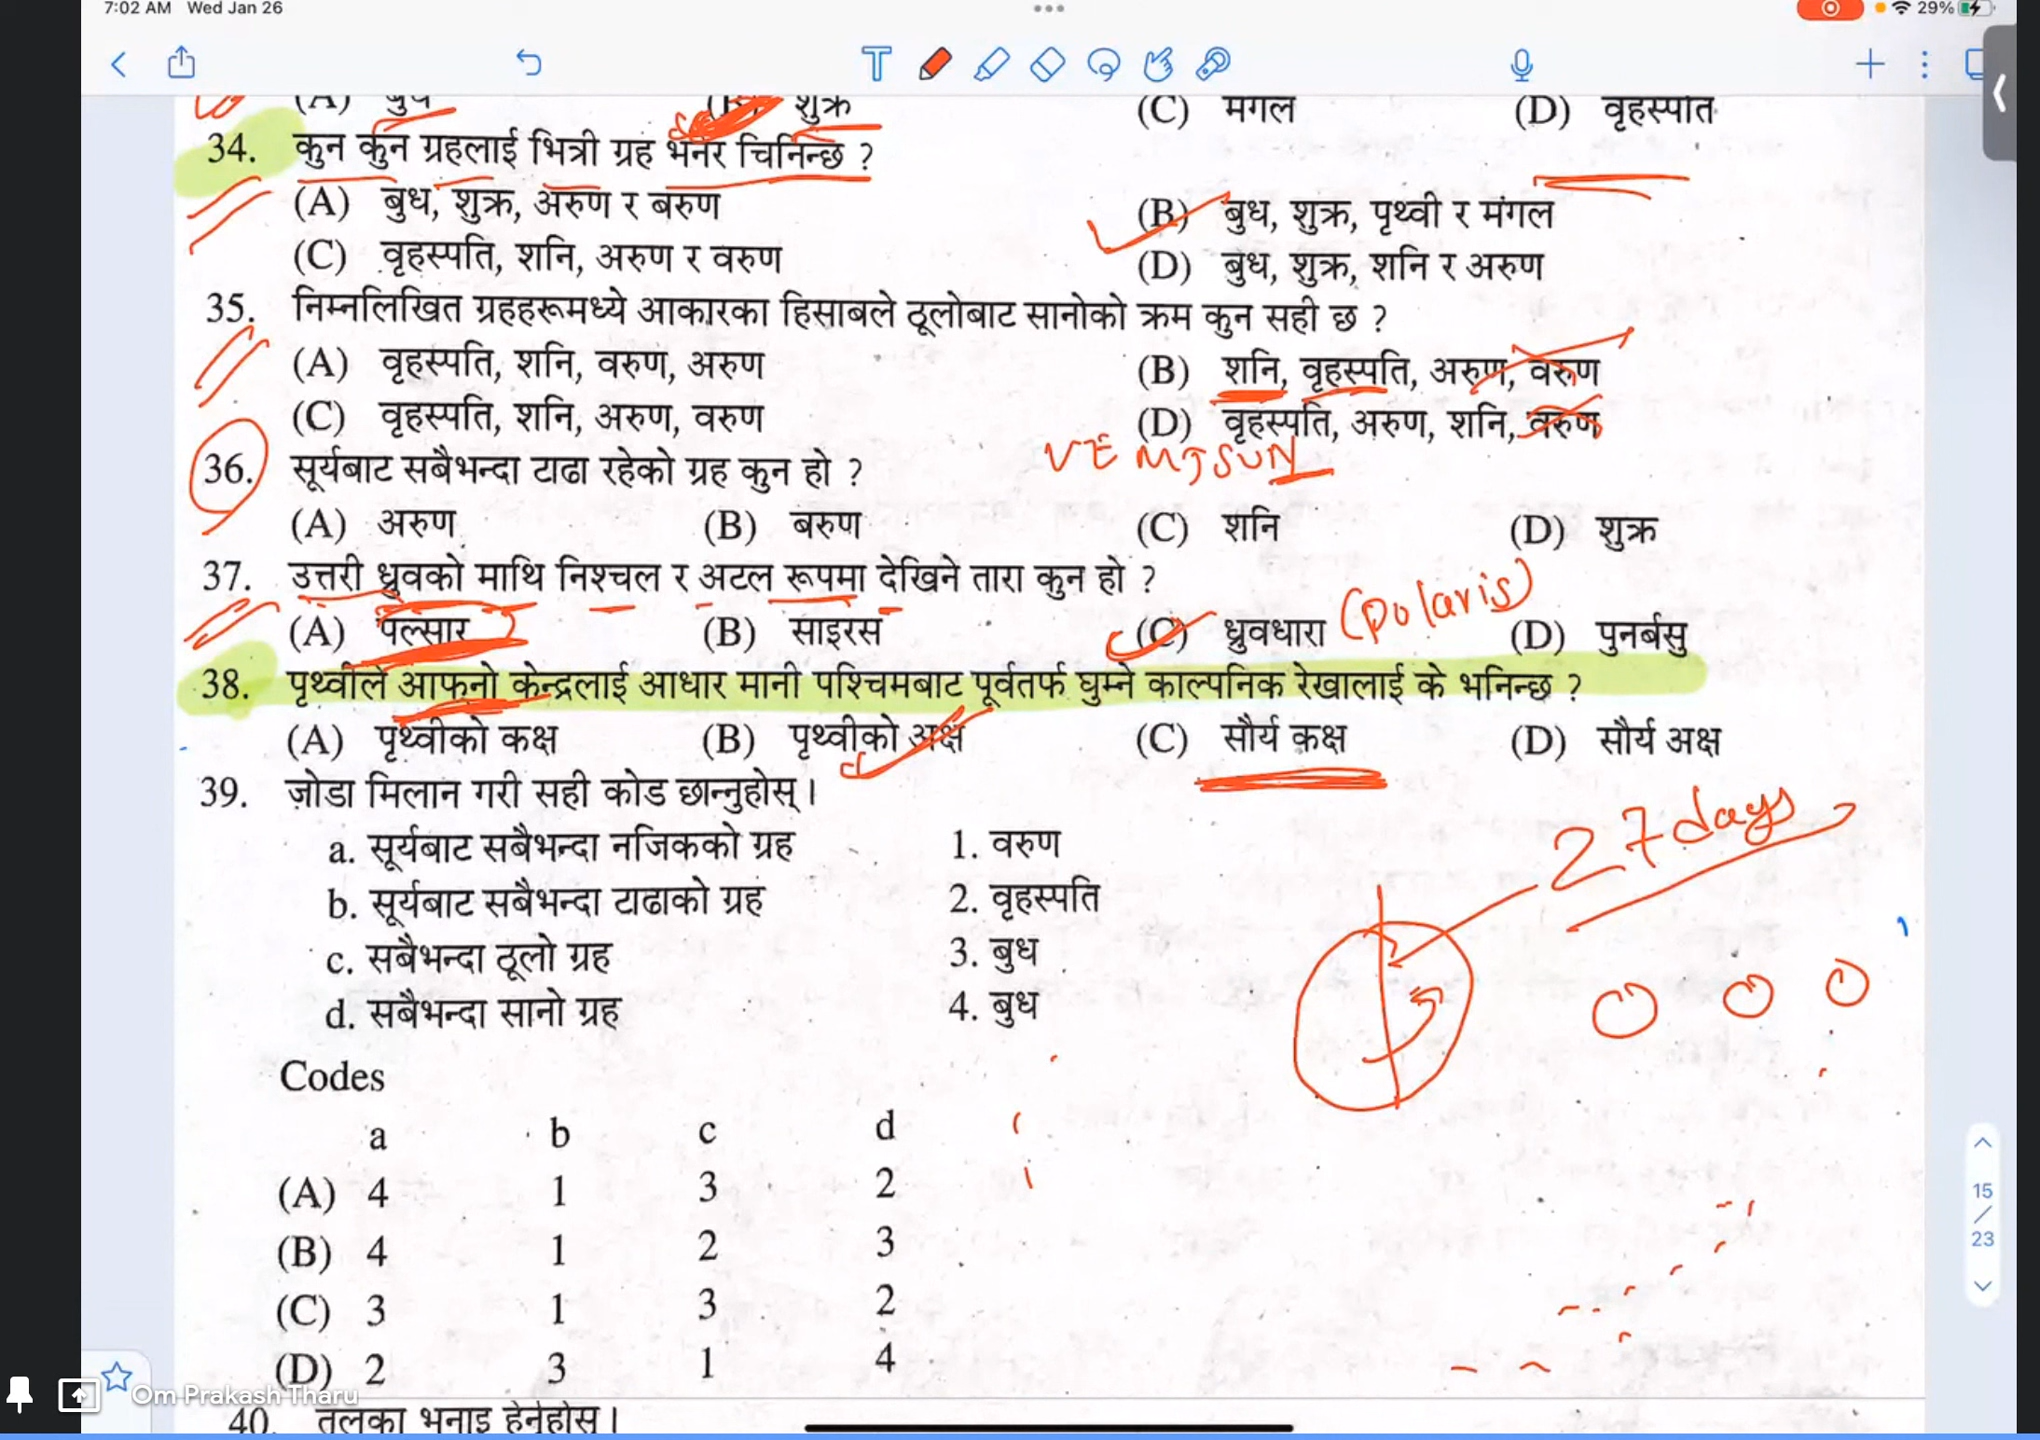 7:02 AM Wed Jan 26
29%
(A) बुध शुक्र (C) मंगल (D) वृहस्पति
34. कुन कुन ग्रहलाई भित्री ग्रह भनेर चिनिन्छ ?
(A) बुध, शुक्र, अरुण र बरुण (B) बुध, शुक्र, पृथ्वी र मंगल
(C) वृहस्पति, शनि, अरुण र वरुण (D) बुध, शुक्र, शनि र अरुण
35. निम्नलिखित ग्रहहरूमध्ये आकारका हिसाबले ठूलोबाट सानोको क्रम कुन सही छ ?
(A) वृहस्पति, शनि, वरुण, अरुण (B) शनि, वृहस्पति, अरुण, वरुण
(C) वृहस्पति, शनि, अरुण, वरुण (D) वृहस्पति, अरुण, शनि, वरुण
VEMJSUN
36. सूर्यबाट सबैभन्दा टाढा रहेको ग्रह कुन हो ?
(A) अरुण (B) बरुण (C) शनि (D) शुक्र
37. उत्तरी ध्रुवको माथि निश्चल र अटल रूपमा देखिने तारा कुन हो ?
(A) पल्सार (B) साइरस (C) ध्रुवधारा (polaris) (D) पुनर्बसु
38. पृथ्वीले आफनो केन्द्रलाई आधार मानी पश्चिमबाट पूर्वतर्फ घुम्ने काल्पनिक रेखालाई के भनिन्छ ?
(A) पृथ्वीको कक्ष (B) पृथ्वीको अक्ष (C) सौर्य कक्ष (D) सौर्य अक्ष
39. ज़ोडा मिलान गरी सही कोड छान्नुहोस् ।
27 days
a. सूर्यबाट सबैभन्दा नजिकको ग्रह 1. वरुण
b. सूर्यबाट सबैभन्दा टाढाको ग्रह 2. वृहस्पति
c. सबैभन्दा ठूलो ग्रह 3. बुध
d. सबैभन्दा सानो ग्रह 4. बुध
Codes
a b c d
(A) 4 1 3 2
(B) 4 1 2 3
(C) 3 1 3 2
(D) 2 3 1 4
15
/
23
Om Prakash Tharu
40. तलका भनाइ हेर्नुहोस् ।